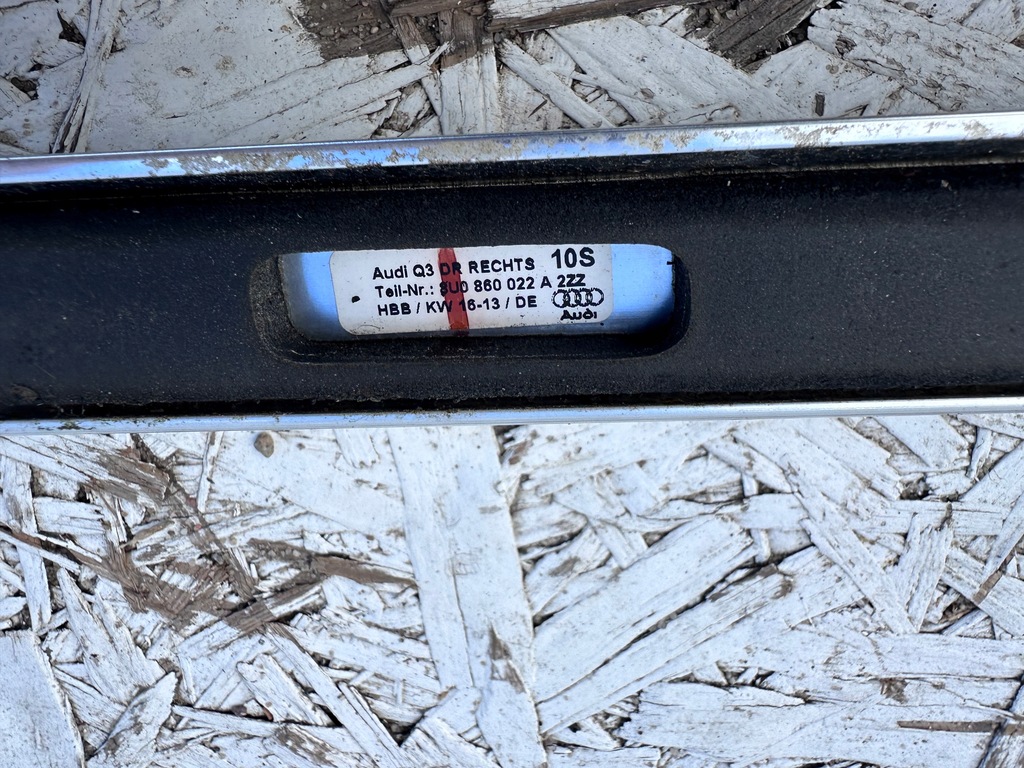 Audi Q3 DR RECHTS 10S
Teil-Nr.: 8U0 860 022 A 2ZZ
HBB / KW 16-13 / DE
Audi